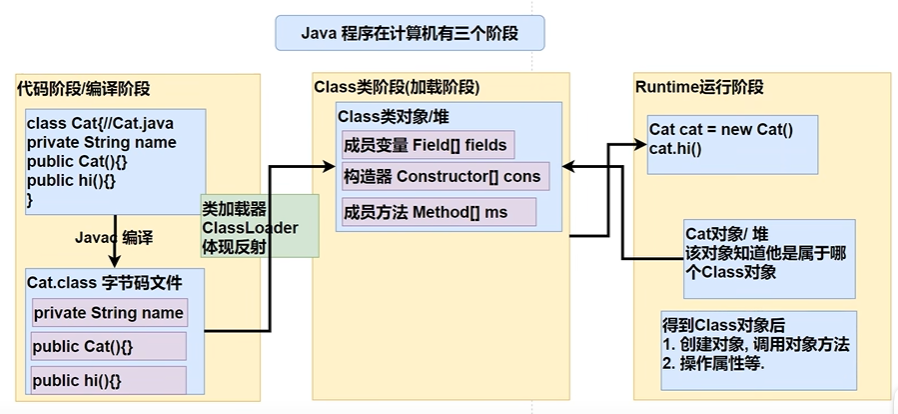 Java 程序在计算机有三个阶段
代码阶段/编译阶段
class Cat{//Cat.java
private String name
public Cat(){}
public hi(){}
}
Javac 编译
Cat.class 字节码文件
private String name
public Cat(){}
public hi(){}
类加载器
ClassLoader
体现反射
Class类阶段(加载阶段)
Class类对象/堆
成员变量 Field[] fields
构造器 Constructor[] cons
成员方法 Method[] ms
Runtime运行阶段
Cat cat = new Cat()
cat.hi()
Cat对象/ 堆
该对象知道他是属于哪
个Class对象
得到Class对象后
1. 创建对象, 调用对象方法
2. 操作属性等.